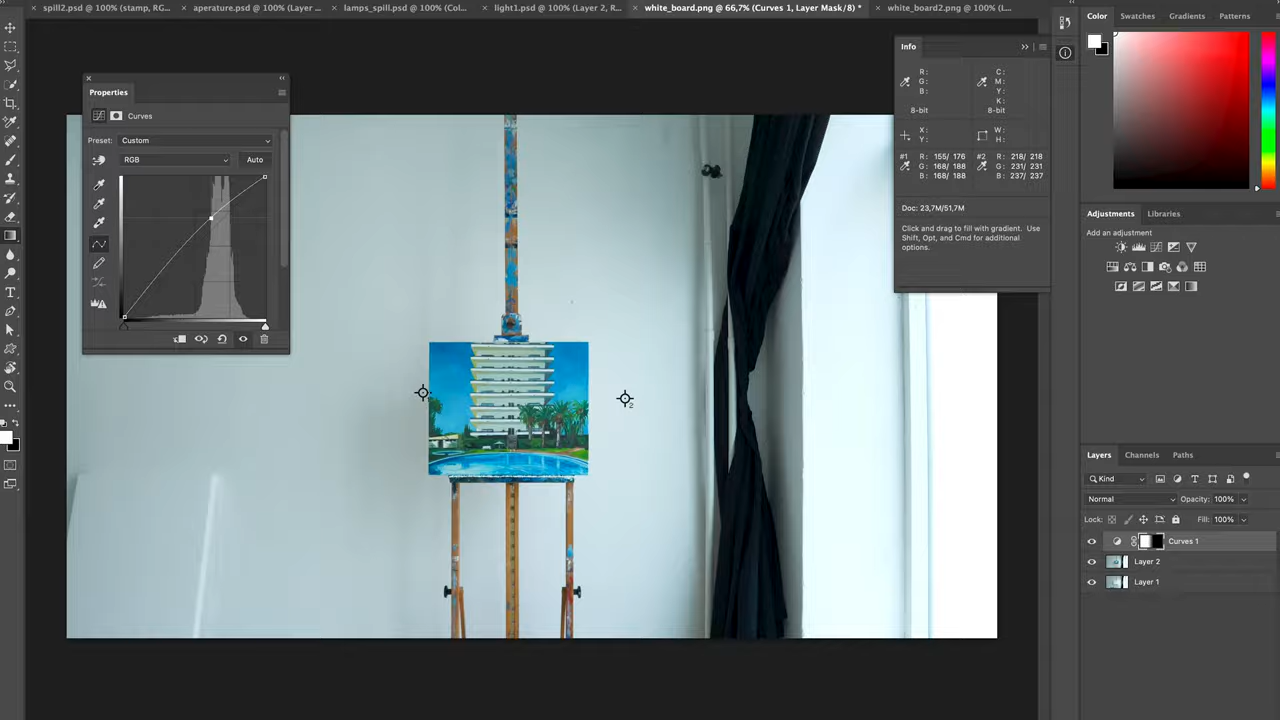 spill2.psd @ 100% (stamp, RG...
aperature.psd @ 100% (Layer ...
lamps_spill.psd @ 100% (Col...
light1.psd @ 100% (Layer 2, R...
white_board.png @ 66,7% (Curves 1, Layer Mask/8) *
white_board2.png @ 100% (L...
Properties
Curves
Preset: Custom
RGB
Auto
Info
R:
G:
B:
8-bit
C:
M:
Y:
K:
8-bit
X:
Y:
W:
H:
#1
R: 155/ 176
G: 168/ 188
B: 168/ 188
#2
R: 218/ 218
G: 231/ 231
B: 237/ 237
Doc: 23,7M/51,7M
Click and drag to fill with gradient. Use
Shift, Opt, and Cmd for additional
options.
2
Color
Swatches
Gradients
Patterns
Adjustments
Libraries
Add an adjustment
Layers
Channels
Paths
Kind
Normal
Opacity: 100%
Lock:
Fill: 100%
Curves 1
Layer 2
Layer 1